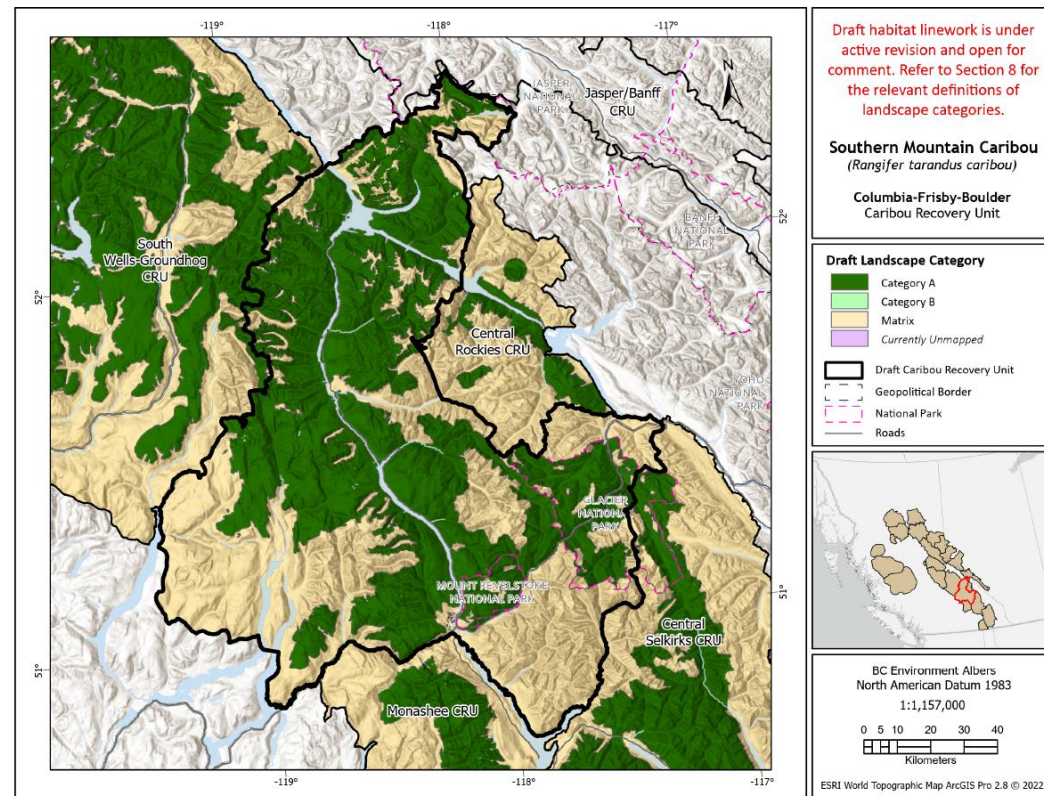 -119°
-118°
-117°
JASPER
NATIONAL
PARK
Jasper/Banff
CRU
N
BANFF
NATIONAL
PARK
52°
52°
South
Wells-Groundhog
CRU
Central
Rockies CRU
YOHO
NATIONAL
PARK
GLACIER
NATIONAL
PARK
MOUNT REVELSTOKE
NATIONAL PARK
51°
51°
Central
Selkirks CRU
Monashee CRU
-119°
-118°
-117°
Draft habitat linework is under
active revision and open for
comment. Refer to Section 8 for
the relevant definitions of
landscape categories.
Southern Mountain Caribou
(Rangifer tarandus caribou)
Columbia-Frisby-Boulder
Caribou Recovery Unit
Draft Landscape Category
Category A
Category B
Matrix
Currently Unmapped
Draft Caribou Recovery Unit
Geopolitical Border
National Park
Roads
BC Environment Albers
North American Datum 1983
1:1,157,000
0 5 10 20 30 40
Kilometers
ESRI World Topographic Map ArcGIS Pro 2.8 © 2022